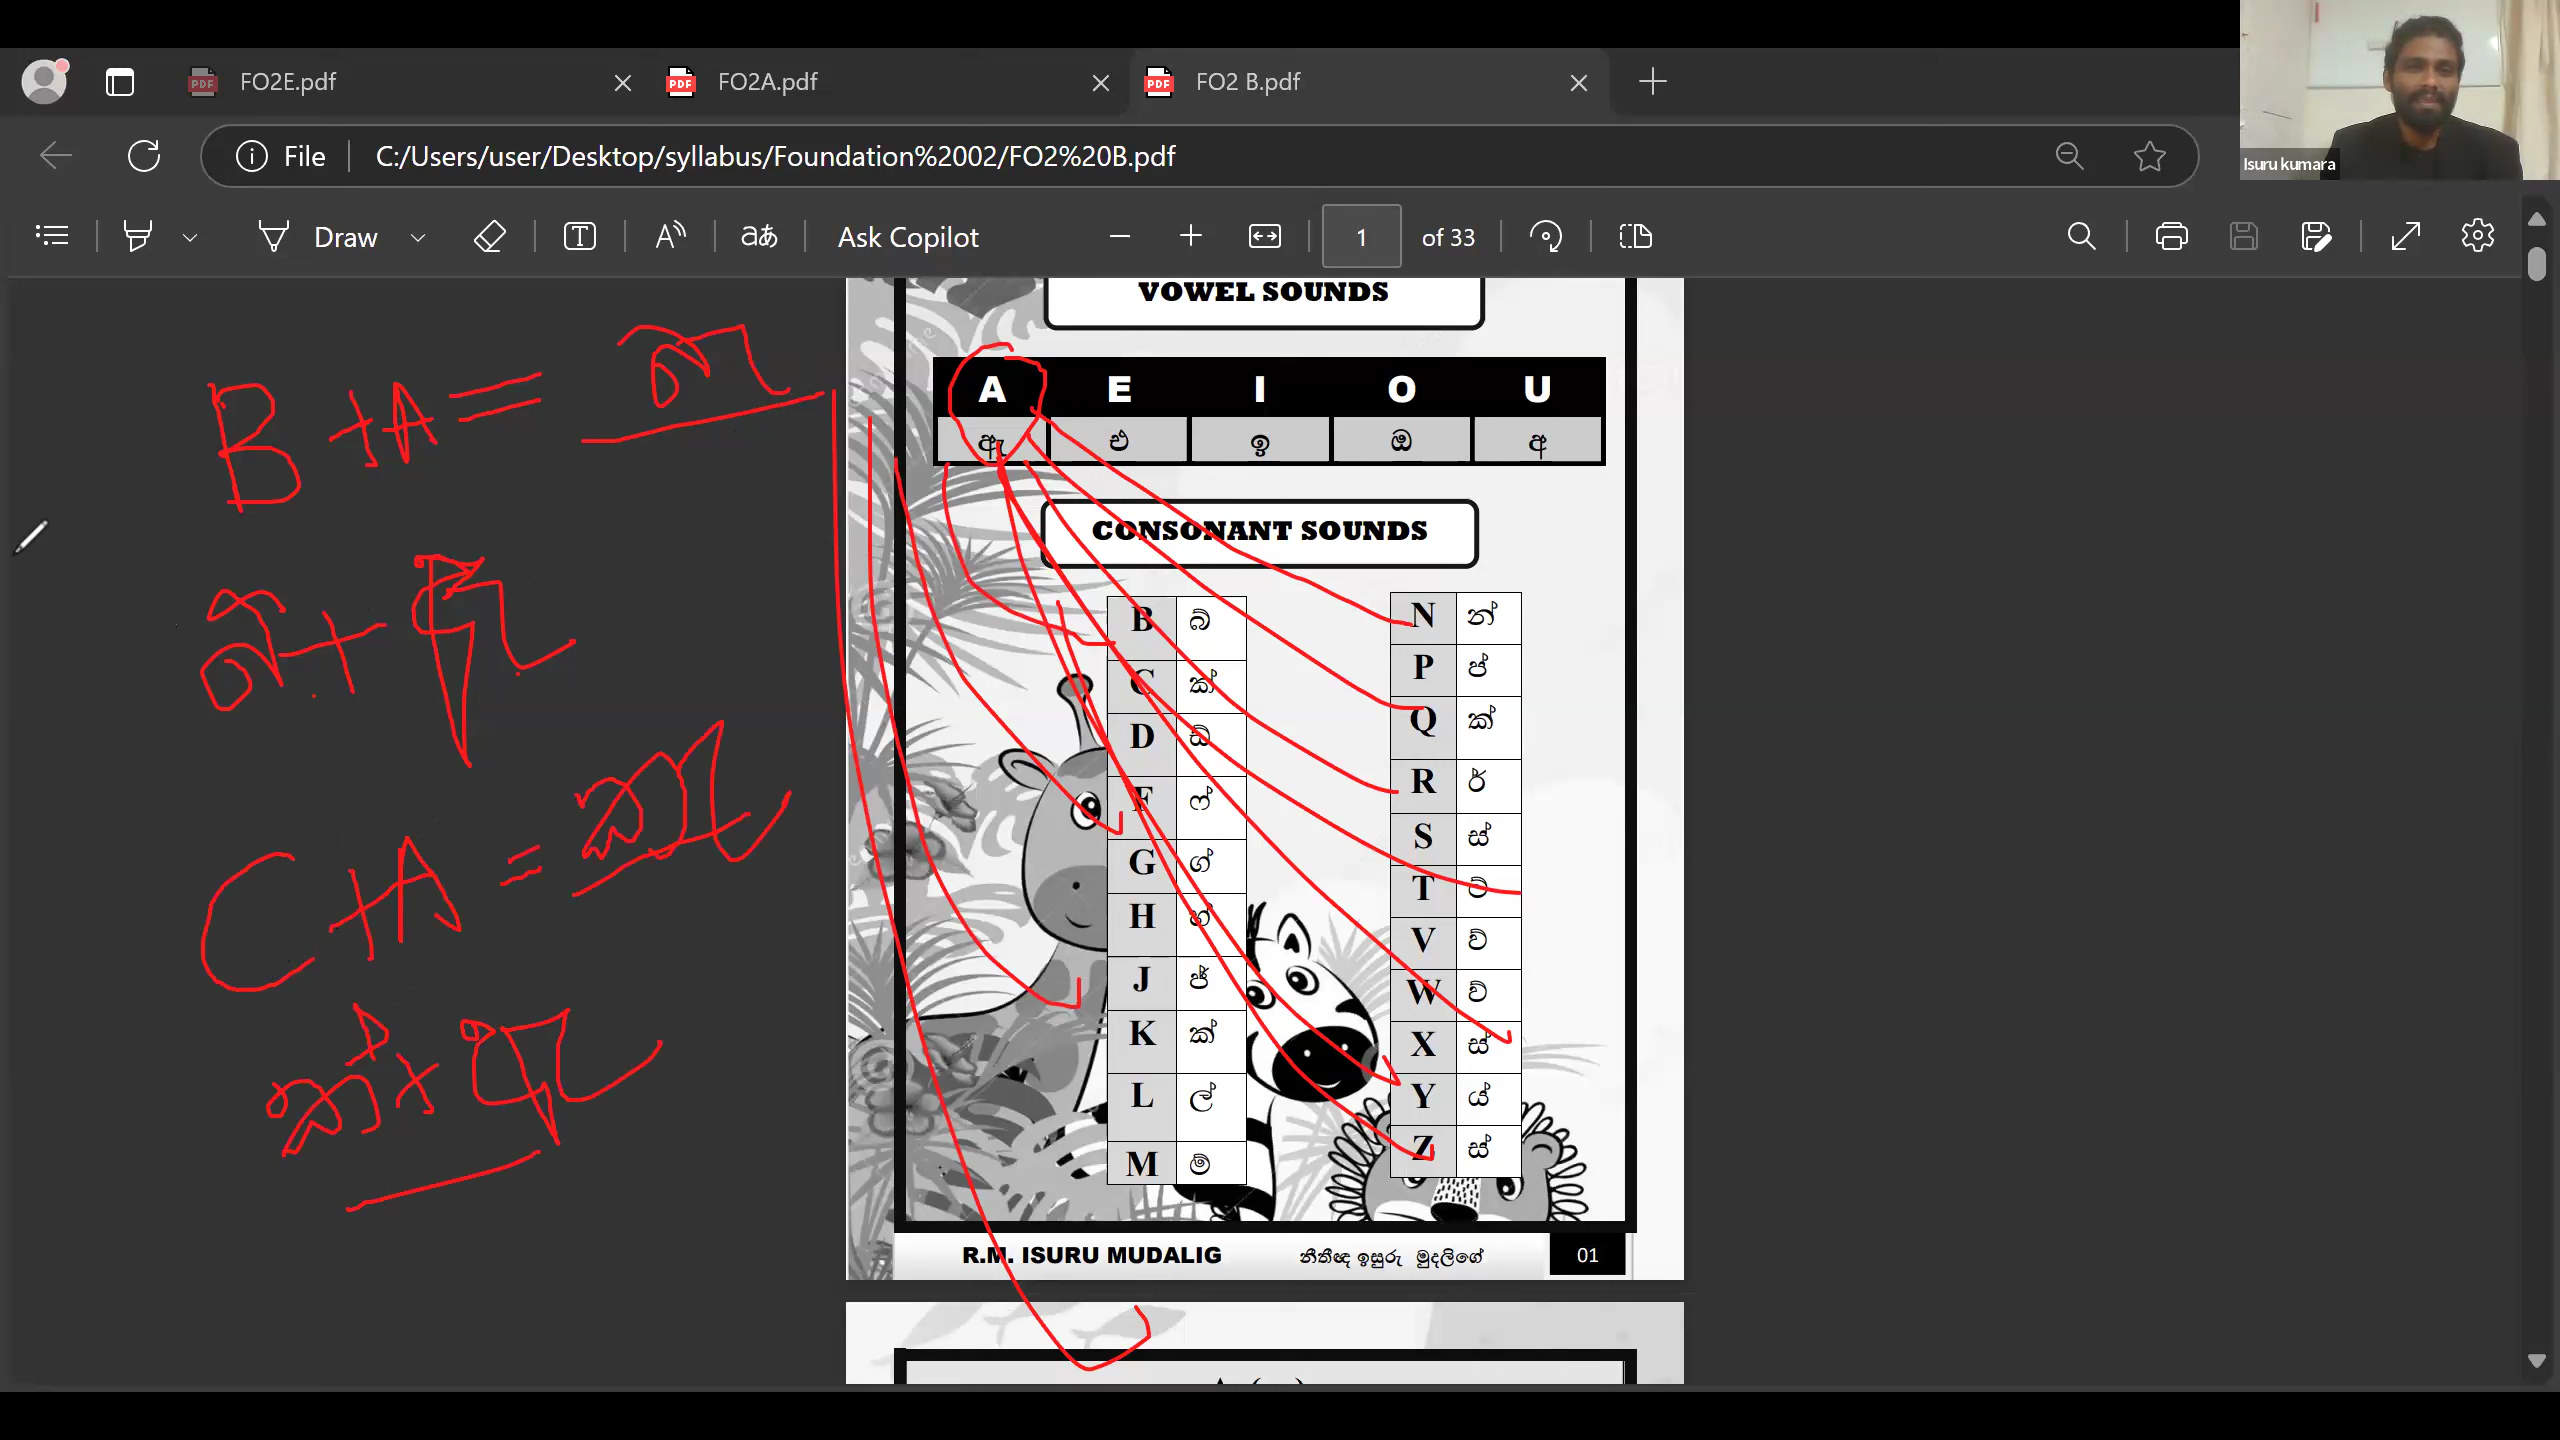 FO2E.pdf
FO2A.pdf
FO2 B.pdf
File C:/Users/user/Desktop/syllabus/Foundation%2002/FO2%20B.pdf
Isuru kumara
Draw
Ask Copilot
1 of 33
VOWEL SOUNDS
A E I O U
ඇ එ ඉ ඔ අ
CONSONANT SOUNDS
B බ්
C ක්
D ඩ්
F ෆ්
G ග්
H හ්
J ජ්
K ක්
L ල්
M ම්
N න්
P ප්
Q ක්
R ර්
S ස්
T ට්
V ව්
W ව්
X ස්
Y ය්
Z ස්
B+A= බැ
බ්+ඇ
C+A = කැ
ක්+ඇ
R.M. ISURU MUDALIG
නීතීඥ ඉසුරු මුදලිගේ
01